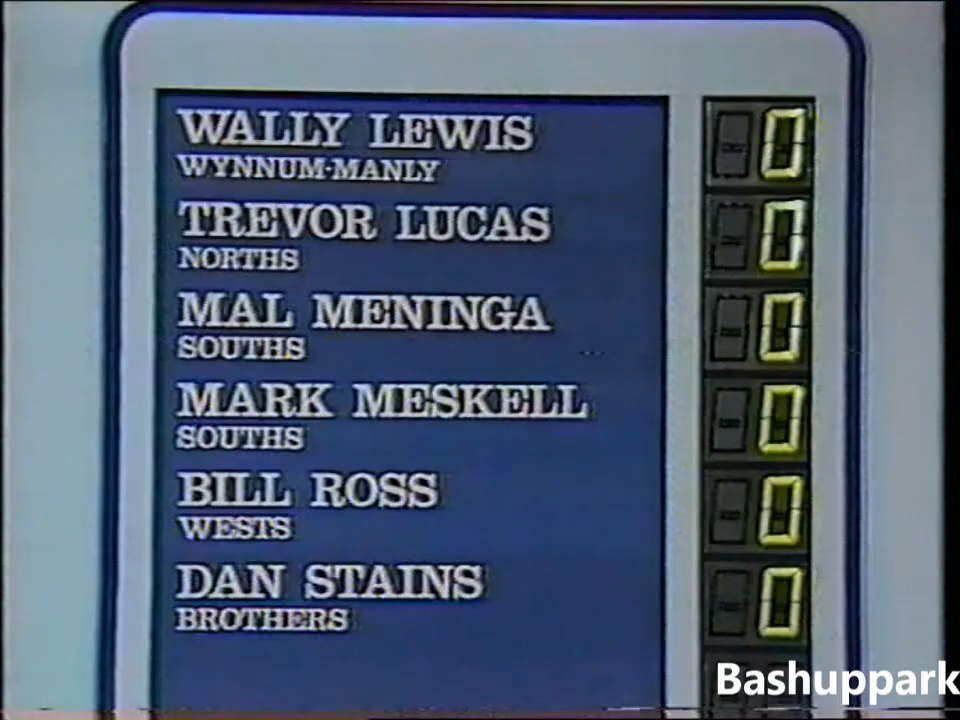 WALLY LEWIS 0
WYNNUM-MANLY
TREVOR LUCAS 0
NORTHS
MAL MENINGA 0
SOUTHS
MARK MESKELL 0
SOUTHS
BILL ROSS 0
WESTS
DAN STAINS 0
BROTHERS
Bashuppark